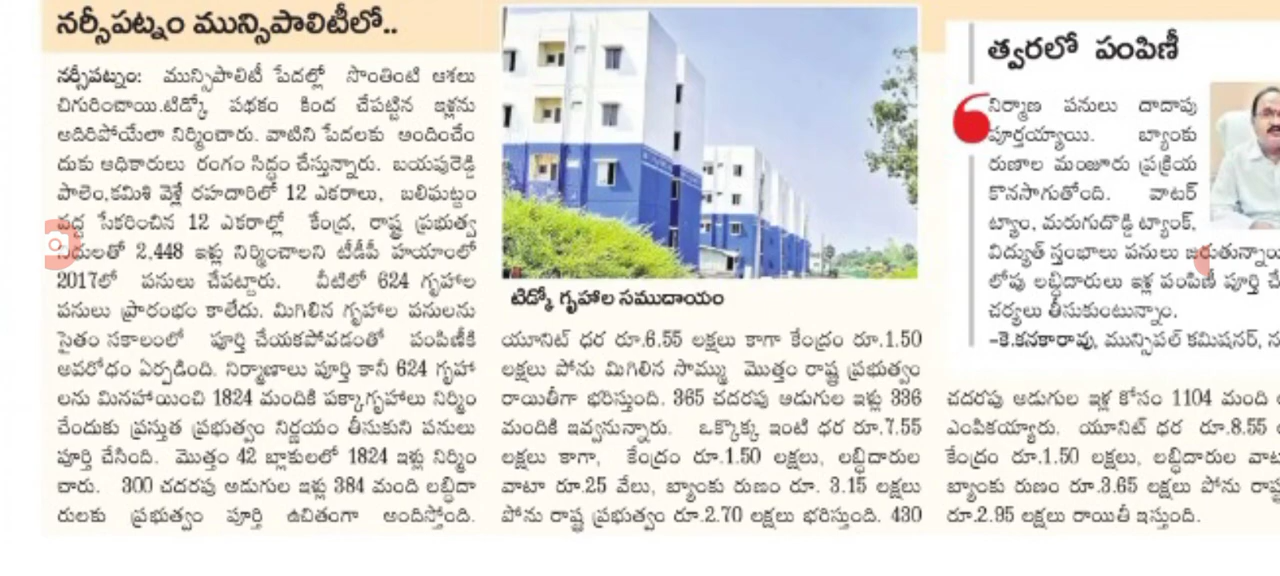 నర్సీపట్నం మున్సిపాలిటీలో..
నర్సీపట్నం: మున్సిపాలిటీ పేదల్లో సొంతింటి ఆశలు
చిగురించాయి.టిడ్కో పథకం కింద చేపట్టిన ఇళ్లను
అదిరిపోయేలా నిర్మించారు. వాటిని పేదలకు అందించేం
దుకు అధికారులు రంగం సిద్ధం చేస్తున్నారు. బయపురెడ్డి
పాలెం,కమిశి వెళ్లే రహదారిలో 12 ఎకరాలు, బలిఘట్టం
వద్ద సేకరించిన 12 ఎకరాల్లో కేంద్ర, రాష్ట్ర ప్రభుత్వ
నిధులతో 2,448 ఇళ్లు నిర్మించాలని టీడీపీ హయాంలో
2017లో పనులు చేపట్టారు. వీటిలో 624 గృహాల
పనులు ప్రారంభం కాలేదు. మిగిలిన గృహాల పనులను
సైతం సకాలంలో పూర్తి చేయకపోవడంతో పంపిణీకి
అవరోధం ఏర్పడింది. నిర్మాణాలు పూర్తి కానీ 624 గృహా
లను మినహాయించి 1824 మందికి పక్కాగృహాలు నిర్మిం
చేందుకు ప్రస్తుత ప్రభుత్వం నిర్ణయం తీసుకుని పనులు
పూర్తి చేసింది. మొత్తం 42 బ్లాకులలో 1824 ఇళ్లు నిర్మిం
చారు. 300 చదరపు అడుగుల ఇళ్లు 384 మంది లబ్ధిదా
రులకు ప్రభుత్వం పూర్తి ఉచితంగా అందిస్తోంది.
టిడ్కో గృహాల సముదాయం
యూనిట్ ధర రూ.6.55 లక్షలు కాగా కేంద్రం రూ.1.50
లక్షలు పోను మిగిలిన సొమ్ము మొత్తం రాష్ట్ర ప్రభుత్వం
రాయితీగా భరిస్తుంది. 365 చదరపు అడుగుల ఇళ్లు 336
మందికి ఇవ్వనున్నారు. ఒక్కొక్క ఇంటి ధర రూ.7.55
లక్షలు కాగా, కేంద్రం రూ.1.50 లక్షలు, లబ్ధిదారుల
వాటా రూ.25 వేలు, బ్యాంకు రుణం రూ. 3.15 లక్షలు
పోను రాష్ట్ర ప్రభుత్వం రూ.2.70 లక్షలు భరిస్తుంది. 430
త్వరలో పంపిణీ
నిర్మాణ పనులు దాదాపు
పూర్తయ్యాయి. బ్యాంకు
రుణాల మంజూరు ప్రక్రియ
కొనసాగుతోంది. వాటర్
ట్యాం, మరుగుదొడ్డి ట్యాంక్,
విద్యుత్ స్తంభాలు పనులు జరుతున్నాయి
లోపు లబ్ధిదారులు ఇళ్ల పంపిణీ పూర్తి
చర్యలు తీసుకుంటున్నాం.
-కె.కనకారావు, మున్సిపల్ కమిషనర్,
చదరపు అడుగుల ఇళ్ల కోసం 1104 మంది
ఎంపికయ్యారు. యూనిట్ ధర రూ.8.55
కేంద్రం రూ.1.50 లక్షలు, లబ్ధిదారుల
బ్యాంకు రుణం రూ.3.65 లక్షలు పోను
రూ.2.95 లక్షలు రాయితీ ఇస్తుంది.